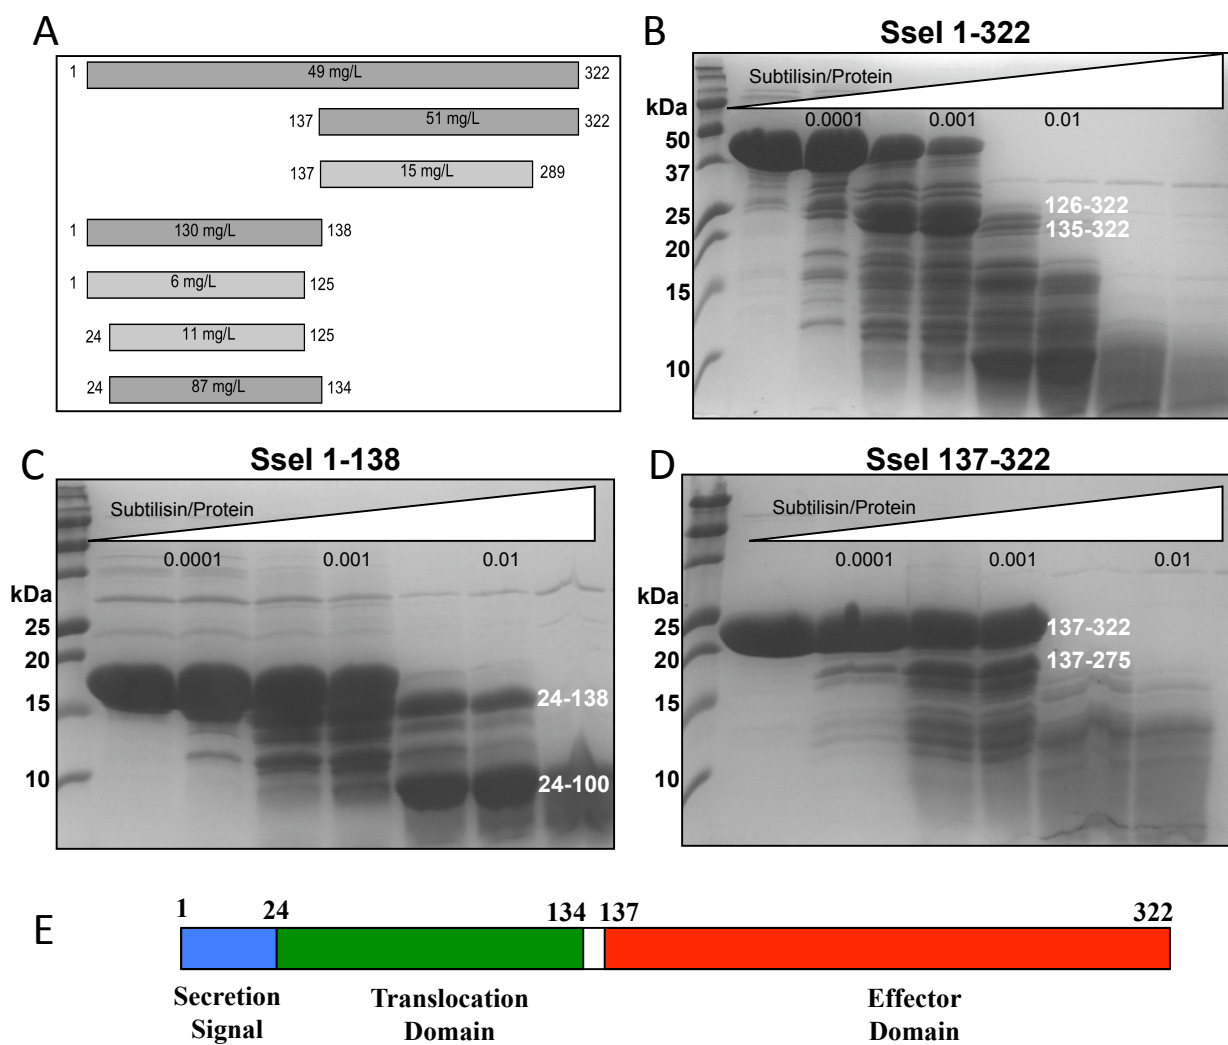 A
1 49 mg/L 322
137 51 mg/L 322
137 15 mg/L 289
1 130 mg/L 138
1 6 mg/L 125
24 11 mg/L 125
24 87 mg/L 134
B
SseI 1-322
Subtilisin/Protein
kDa
0.0001 0.001 0.01
50
37
25
20
15
10
126-322
135-322
C
SseI 1-138
Subtilisin/Protein
0.0001 0.001 0.01
kDa
25
20
15
10
24-138
24-100
D
SseI 137-322
Subtilisin/Protein
0.0001 0.001 0.01
kDa
25
20
15
10
137-322
137-275
E
1 24 134 137 322
Secretion
Signal
Translocation
Domain
Effector
Domain